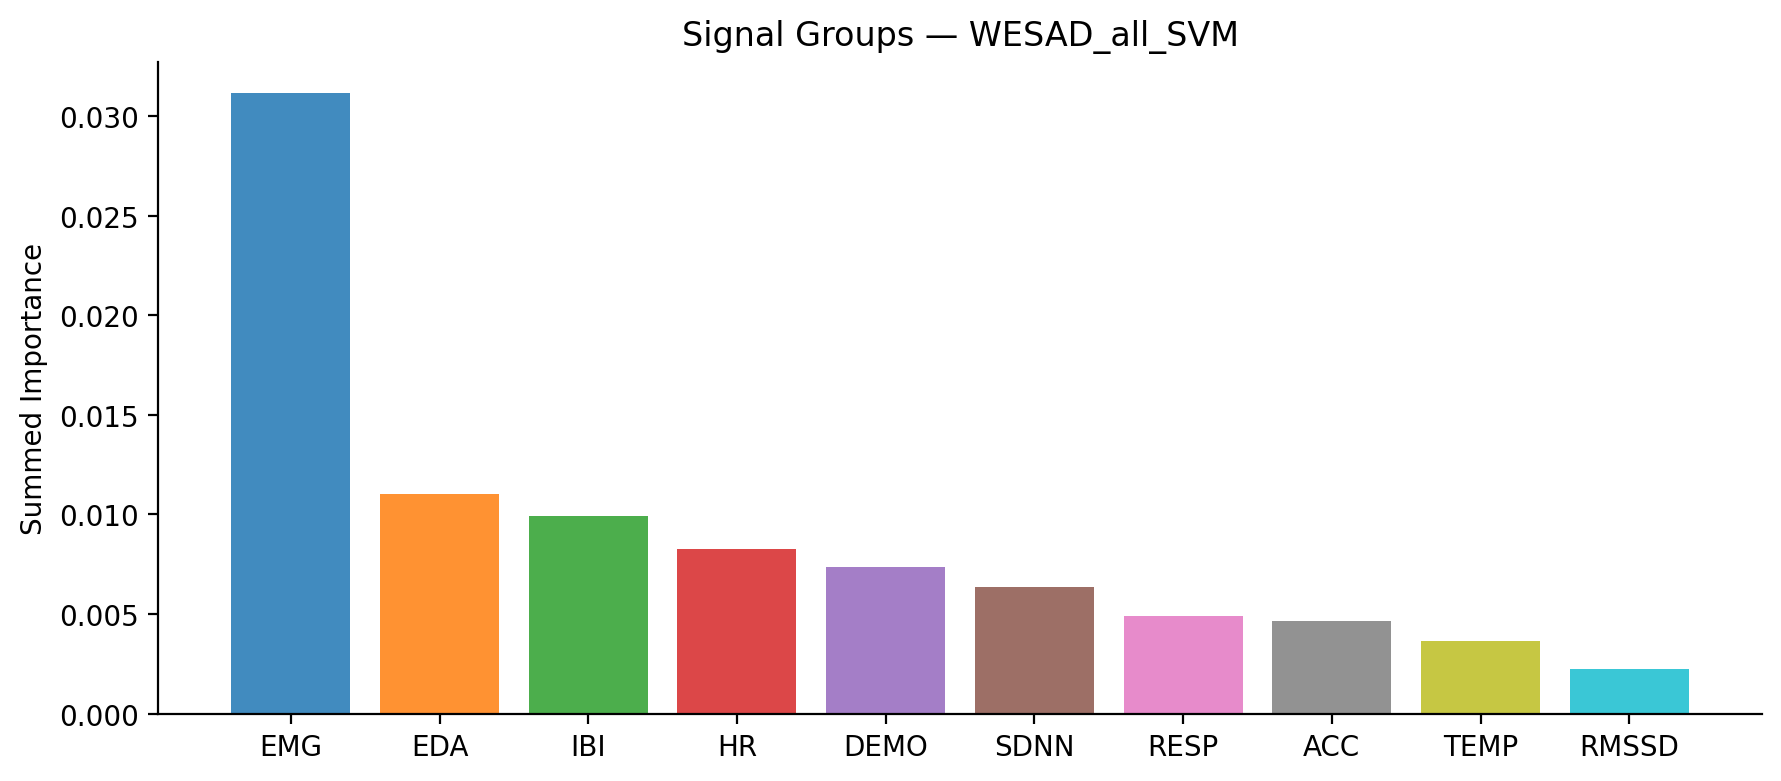 Signal Groups — WESAD_all_SVM
Summed Importance
0.030
0.025
0.020
0.015
0.010
0.005
0.000
EMG EDA IBI HR DEMO SDNN RESP ACC TEMP RMSSD